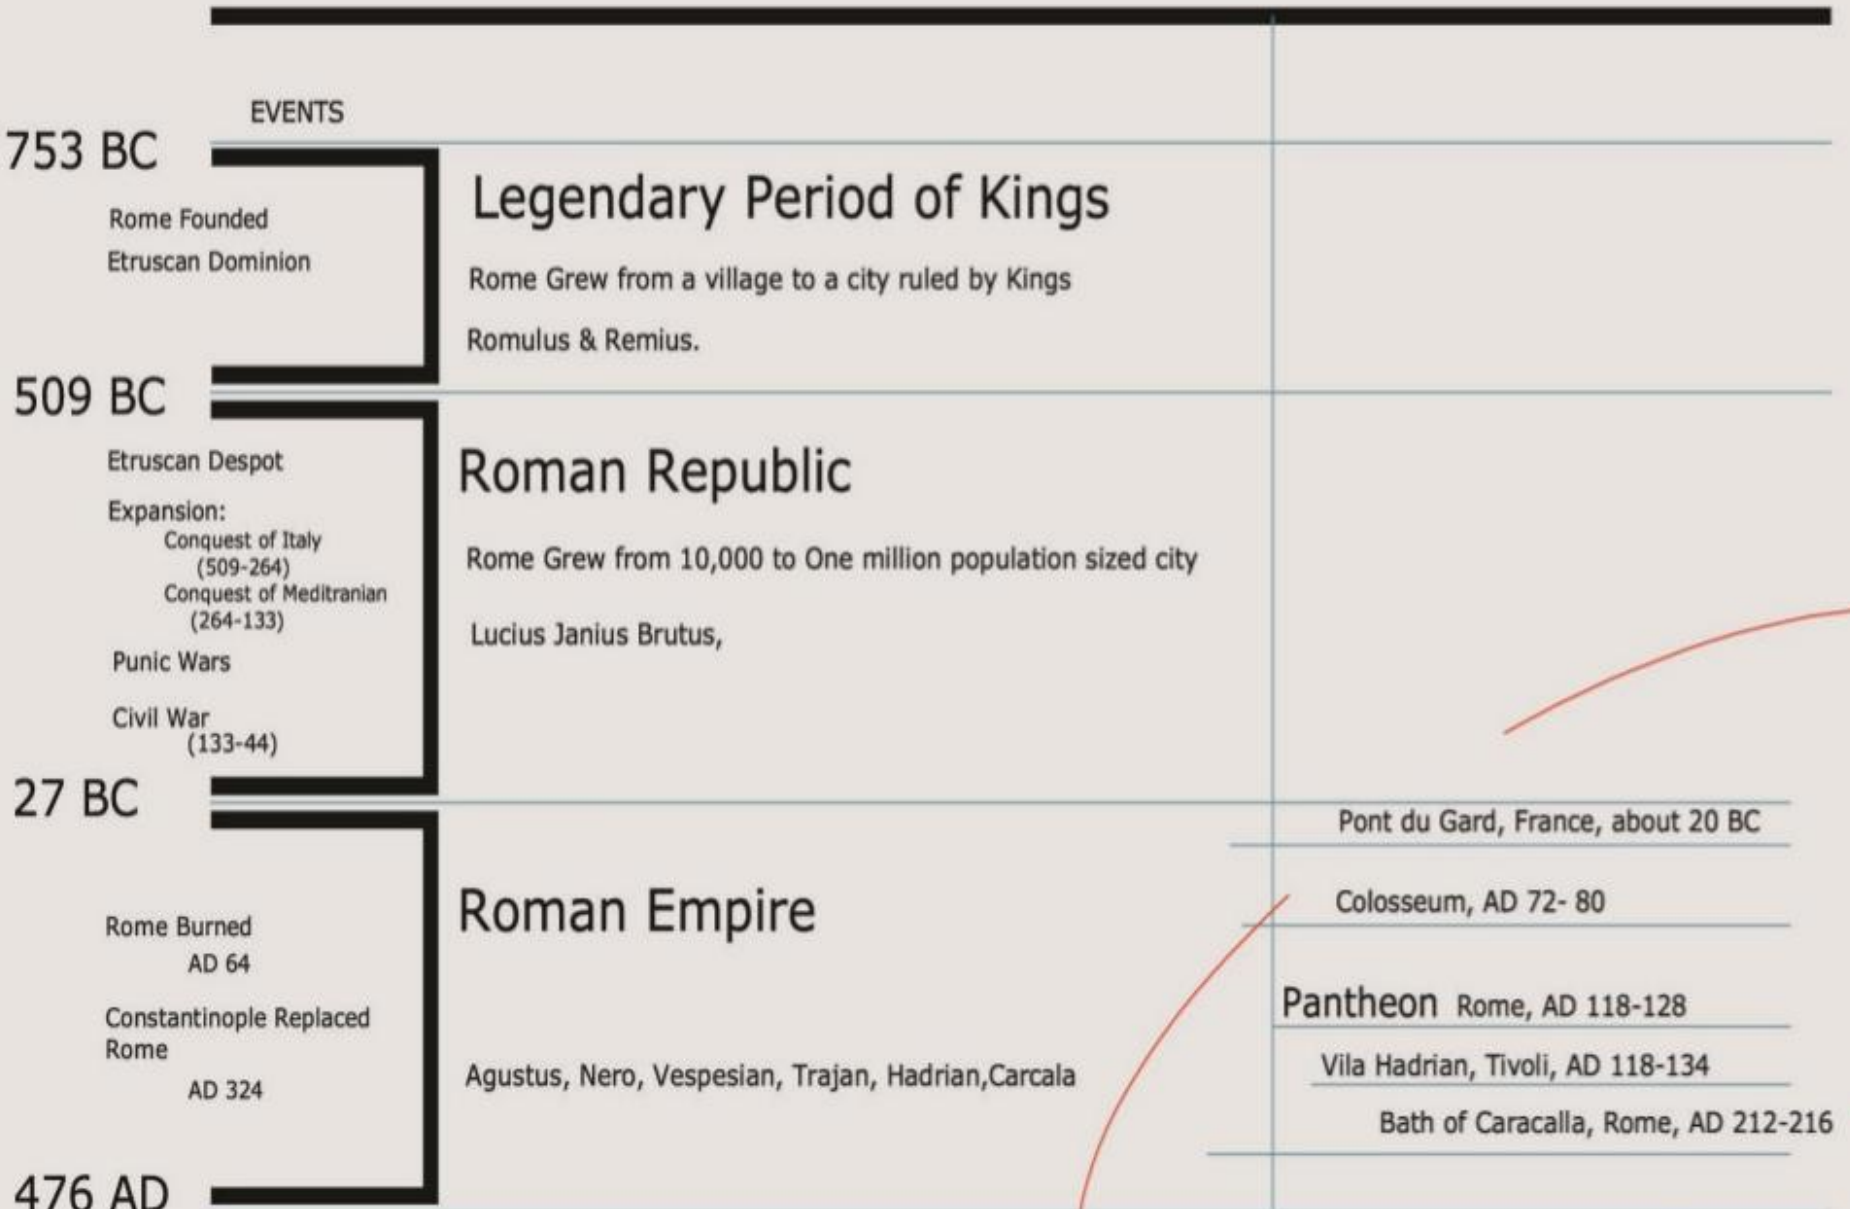 EVENTS
753 BC
Rome Founded
Etruscan Dominion
Legendary Period of Kings
Rome Grew from a village to a city ruled by Kings
Romulus & Remius.
509 BC
Etruscan Despot
Expansion:
Conquest of Italy
(509-264)
Conquest of Meditranian
(264-133)
Punic Wars
Civil War
(133-44)
Roman Republic
Rome Grew from 10,000 to One million population sized city
Lucius Janius Brutus,
27 BC
Rome Burned
AD 64
Constantinople Replaced
Rome
AD 324
Roman Empire
Agustus, Nero, Vespesian, Trajan, Hadrian,Carcala
Pont du Gard, France, about 20 BC
Colosseum, AD 72- 80
Pantheon Rome, AD 118-128
Vila Hadrian, Tivoli, AD 118-134
Bath of Caracalla, Rome, AD 212-216
476 AD